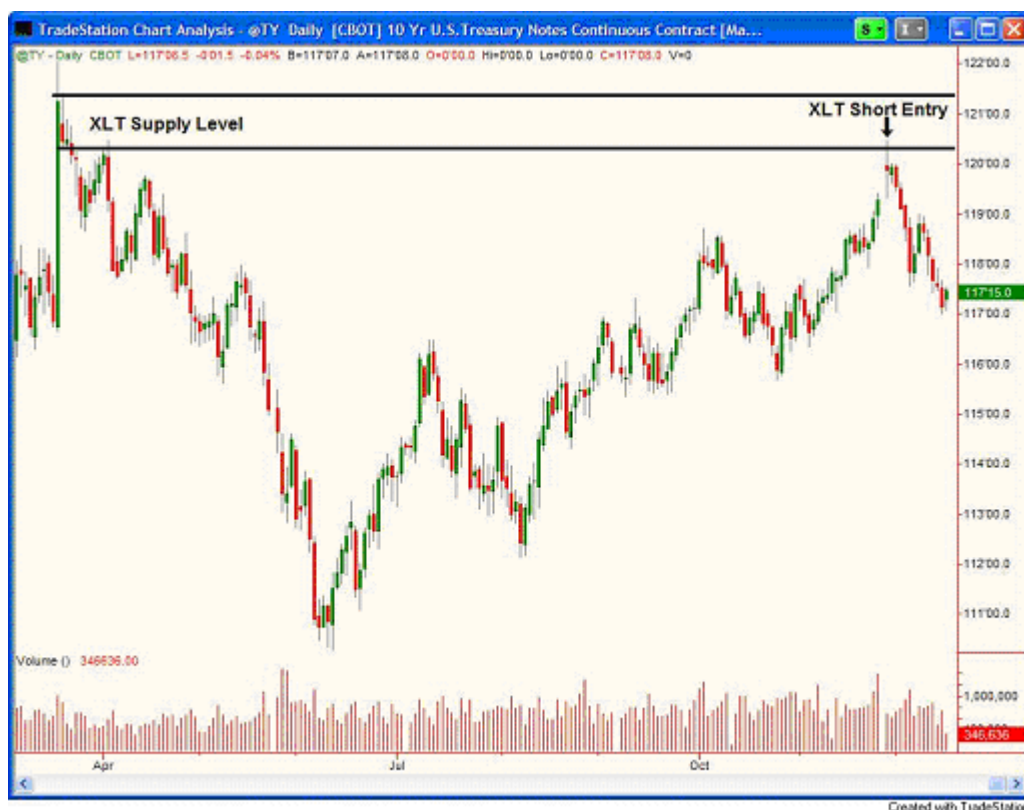 TradeStation Chart Analysis - @TY Daily [CBOT] 10 Yr U.S.Treasury Notes Continuous Contract [Ma...
S
I
@TY - Daily CBOT L=117'06.5 -0'01.5 -0.04% B=117'07.0 A=117'08.0 O=0'00.0 Hi=0'00.0 Lo=0'00.0 C=117'08.0 V=0
122'00.0
XLT Short Entry
121'00.0
XLT Supply Level
120'00.0
119'00.0
118'00.0
117'15.0
117'00.0
116'00.0
115'00.0
114'00.0
113'00.0
112'00.0
111'00.0
Volume () 346636.00
1,000,000
346,636
Apr
Jul
Oct
Created with TradeStation